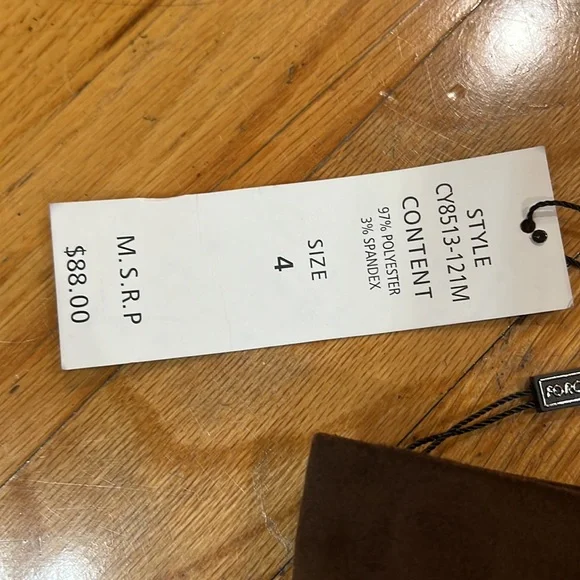 STYLE
CY8513-121M
CONTENT
97% POLYESTER
3% SPANDEX
SIZE
4
M.S.R.P
$88.00